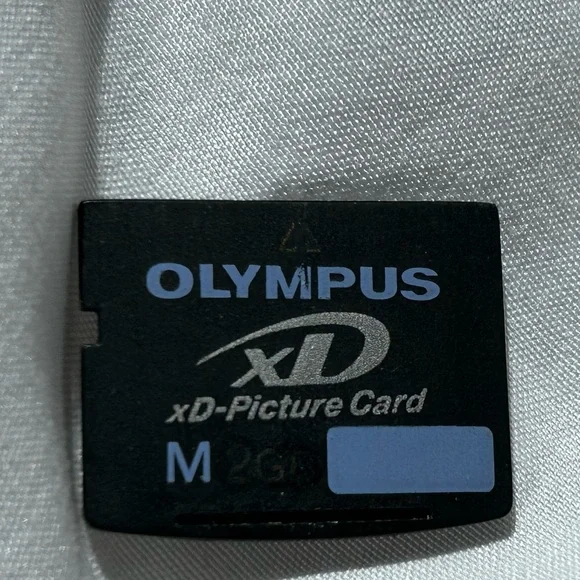 OLYMPUS
xD
xD-Picture Card
M 2GB